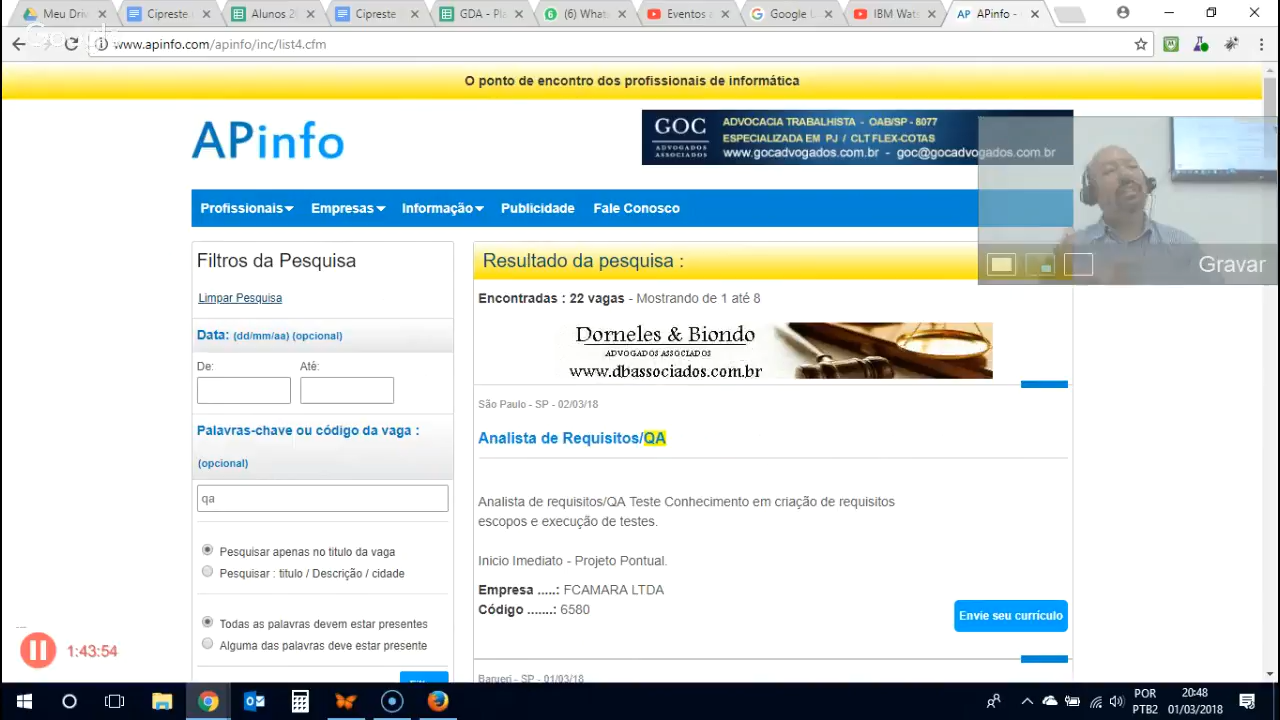 Meu Driv
Cipreste
Alunos 2
Cipreste
GDA - Pl
(6) What
Eventos
Google
IBM Wat
APinfo -
www.apinfo.com/apinfo/inc/list4.cfm
O ponto de encontro dos profissionais de informática
APinfo
GOC
ADVOGADOS
ASSOCIADOS
ADVOCACIA TRABALHISTA - OAB/SP - 8077
ESPECIALIZADA EM PJ / CLT FLEX-COTAS
www.gocadvogados.com.br - goc@gocadvogados.com.br
Profissionais Empresas Informação Publicidade Fale Conosco
Gravar
Filtros da Pesquisa
Limpar Pesquisa
Data: (dd/mm/aa) (opcional)
De: Até:
Palavras-chave ou código da vaga :
(opcional)
qa
Pesquisar apenas no titulo da vaga
Pesquisar : titulo / Descrição / cidade
Todas as palavras devem estar presentes
Alguma das palavras deve estar presente
Resultado da pesquisa :
Encontradas : 22 vagas - Mostrando de 1 até 8
Dorneles & Biondo
ADVOGADOS ASSOCIADOS
www.dbassociados.com.br
São Paulo - SP - 02/03/18
Analista de Requisitos/QA
Analista de requisitos/QA Teste Conhecimento em criação de requisitos
escopos e execução de testes.
Inicio Imediato - Projeto Pontual.
Empresa .....: FCAMARA LTDA
Código .......: 6580
Envie seu currículo
Barueri - SP - 01/03/18
1:43:54
POR
PTB2
20:48
01/03/2018